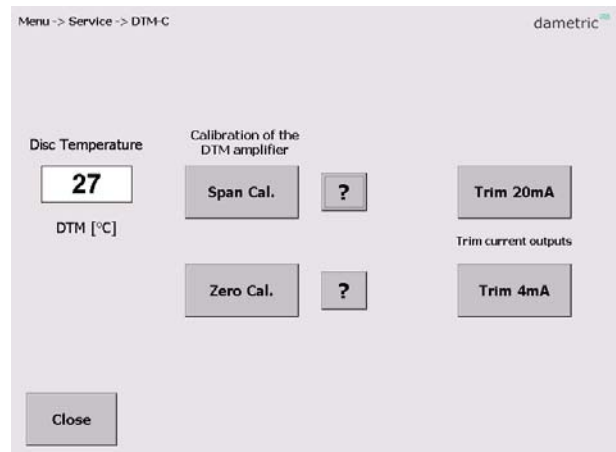 Menu -> Service -> DTM-C
dametric
Disc Temperature
Calibration of the
DTM amplifier
27
Span Cal.
?
Trim 20mA
DTM [°C]
Trim current outputs
Zero Cal.
?
Trim 4mA
Close